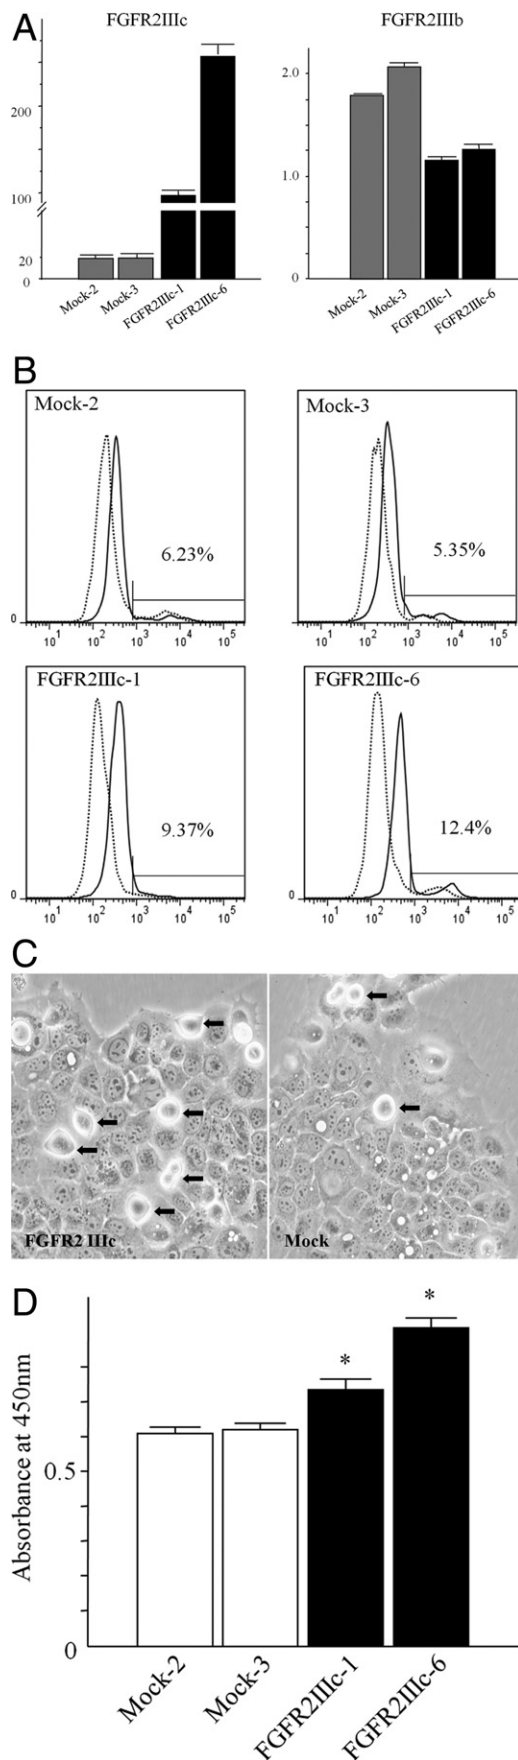 A
FGFR2IIIc
FGFR2IIIb
200
100
20
0
Mock-2
Mock-3
FGFR2IIIc-1
FGFR2IIIc-6
2.0
1.0
0
Mock-2
Mock-3
FGFR2IIIc-1
FGFR2IIIc-6
B
Mock-2
6.23%
0
10¹ 10² 10³ 10⁴ 10⁵
Mock-3
5.35%
0
10¹ 10² 10³ 10⁴ 10⁵
FGFR2IIIc-1
9.37%
0
10¹ 10² 10³ 10⁴ 10⁵
FGFR2IIIc-6
12.4%
0
10¹ 10² 10³ 10⁴ 10⁵
C
FGFR2 IIIc
Mock
D
Absorbance at 450nm
*
*
0.5
0
Mock-2
Mock-3
FGFR2IIIc-1
FGFR2IIIc-6